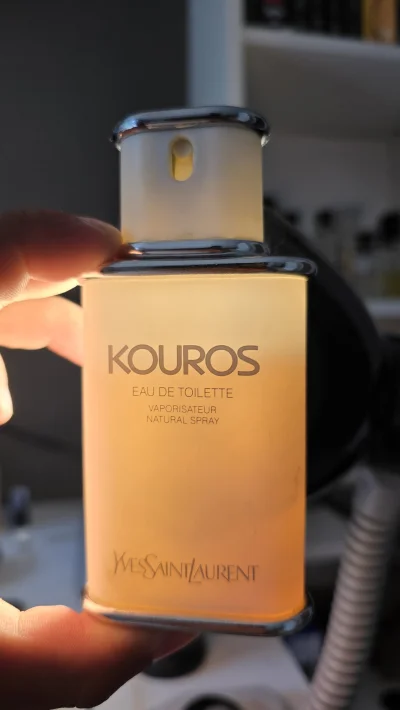 KOUROS
EAU DE TOILETTE
VAPORISATEUR
NATURAL SPRAY
YVESSAINTLAURENT